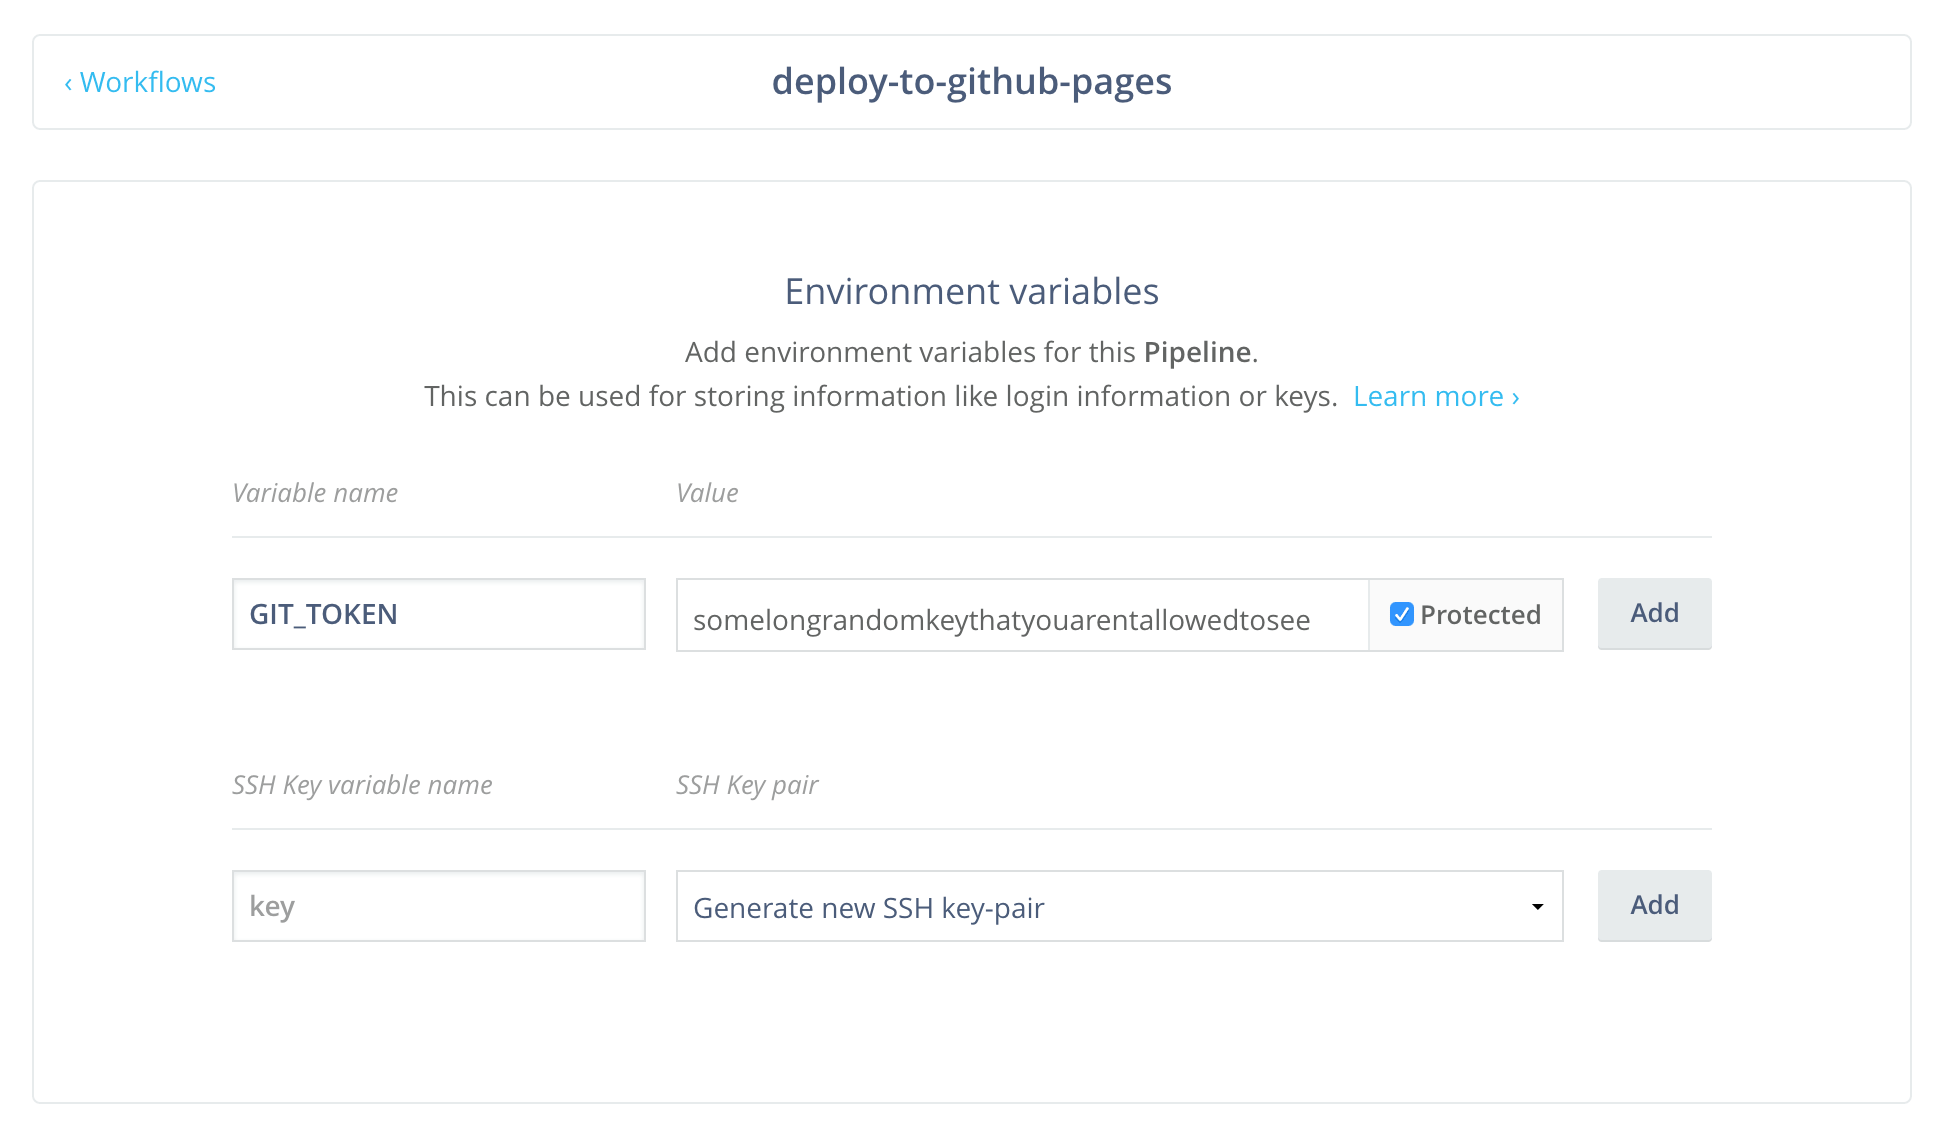 ‹ Workflows
deploy-to-github-pages
Environment variables
Add environment variables for this Pipeline.
This can be used for storing information like login information or keys. Learn more ›
Variable name
Value
GIT_TOKEN
somelongrandomkeythatyouarentallowedtosee
Protected
Add
SSH Key variable name
SSH Key pair
key
Generate new SSH key-pair
Add